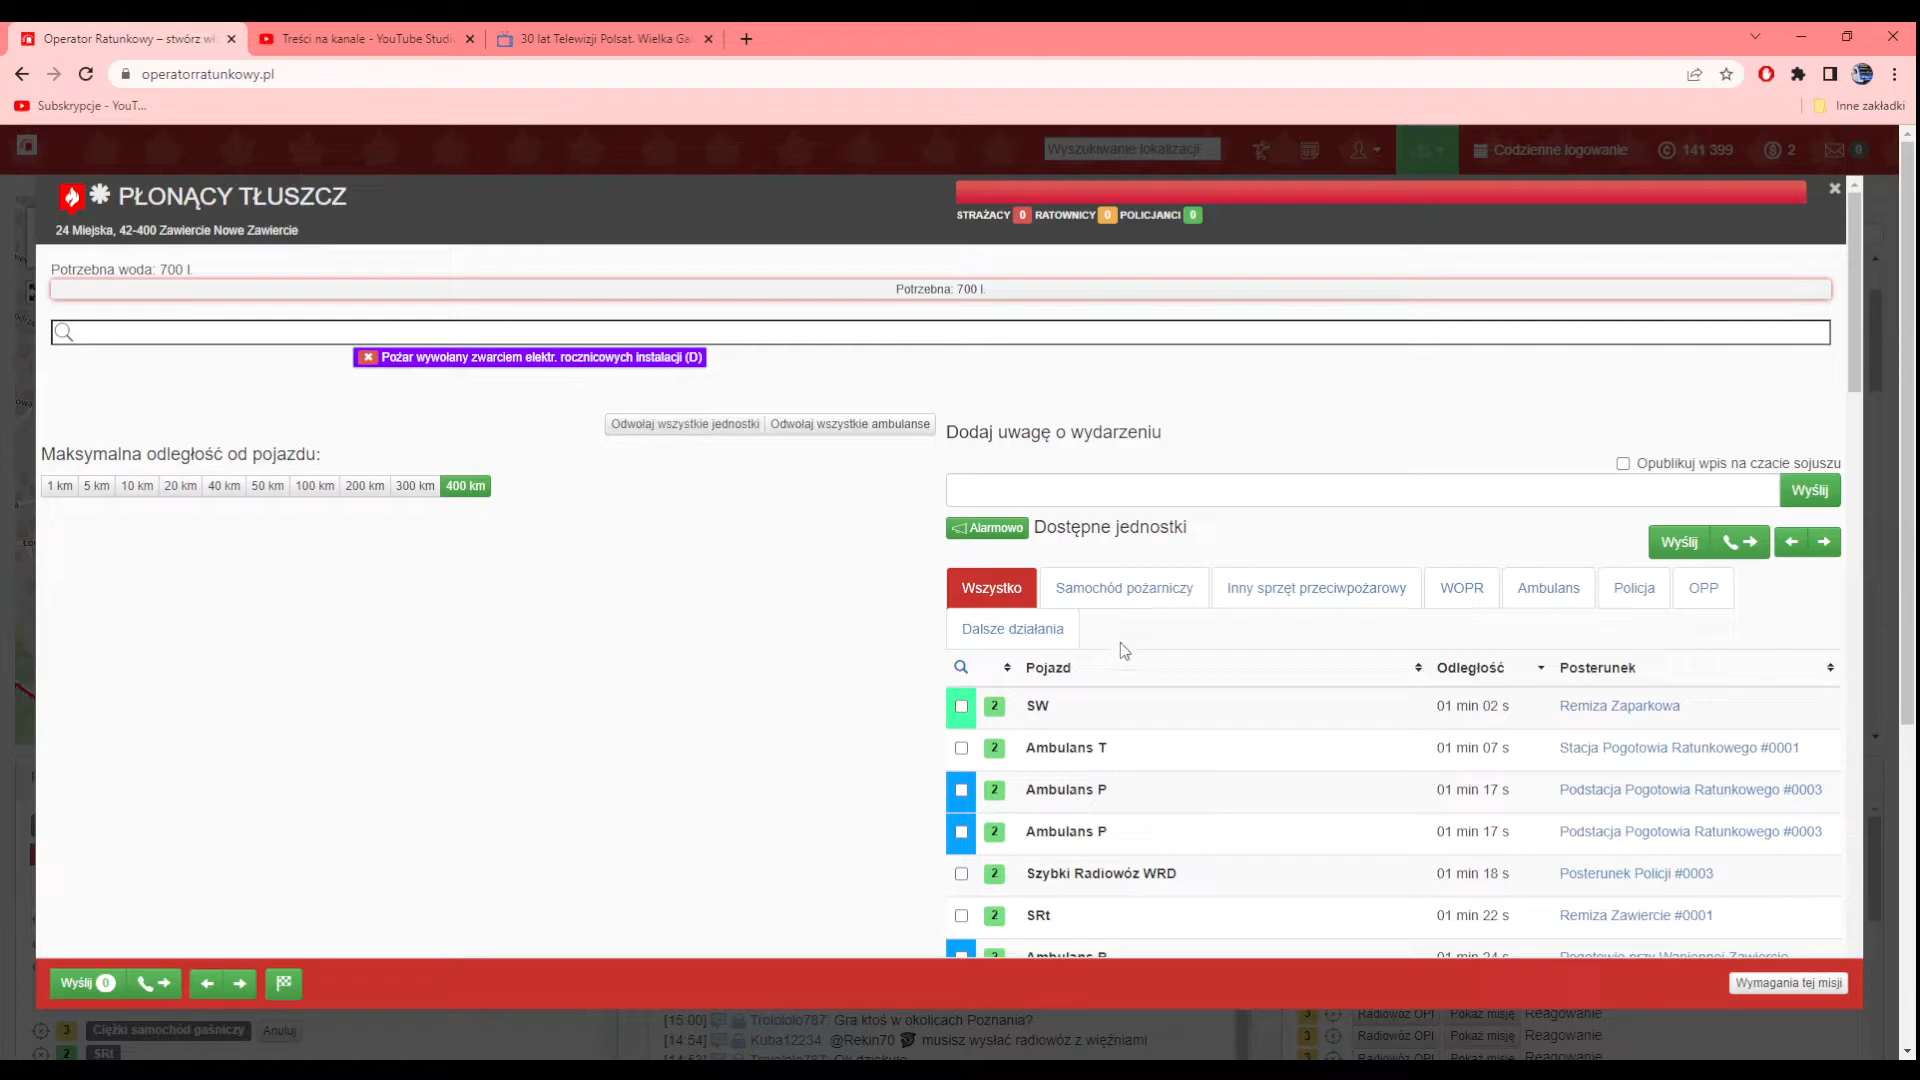 Operator Ratunkowy – stwórz wł
Treści na kanale - YouTube Studi
30 lat Telewizji Polsat. Wielka Ga
operatorratunkowy.pl
Subskrypcje - YouT...
Inne zakładki
Wyszukiwanie lokalizacji
Codzienne logowanie
141 399
2
0
PŁONĄCY TŁUSZCZ
24 Miejska, 42-400 Zawiercie Nowe Zawiercie
STRAŻACY 0 RATOWNICY 0 POLICJANCI 0
Potrzebna woda: 700 l.
Potrzebna: 700 l.
Pożar wywołany zwarciem elektr. rocznicowych instalacji (D)
Odwołaj wszystkie jednostki Odwołaj wszystkie ambulanse
Maksymalna odległość od pojazdu:
1 km 5 km 10 km 20 km 40 km 50 km 100 km 200 km 300 km 400 km
Dodaj uwagę o wydarzeniu
Opublikuj wpis na czacie sojuszu
Wyślij
Alarmowo Dostępne jednostki
Wyślij
Wszystko Samochód pożarniczy Inny sprzęt przeciwpożarowy WOPR Ambulans Policja OPP
Dalsze działania
Pojazd Odległość Posterunek
2 SW 01 min 02 s Remiza Zaparkowa
2 Ambulans T 01 min 07 s Stacja Pogotowia Ratunkowego #0001
2 Ambulans P 01 min 17 s Podstacja Pogotowia Ratunkowego #0003
2 Ambulans P 01 min 17 s Podstacja Pogotowia Ratunkowego #0003
2 Szybki Radiowóz WRD 01 min 18 s Posterunek Policji #0003
2 SRt 01 min 22 s Remiza Zawiercie #0001
Wyślij 0
Wymagania tej misji
3 Ciężki samochód gaśniczy Anuluj
2 SRt
[15:00] Trolololo787: Gra ktoś w okolicach Poznania?
[14:54] Kuba12234: @Rekin70 musisz wysłać radiowóz z więźniami
3 Radiowóz OPI Pokaż misję Reagowanie
3 Radiowóz OPI Pokaż misję Reagowanie